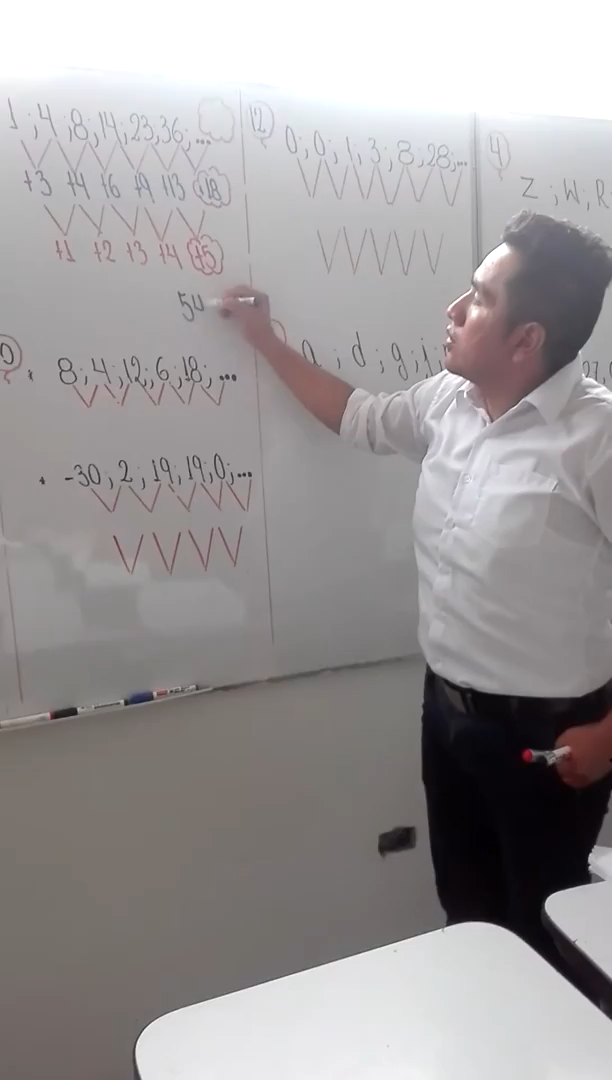 1 ; 4 ; 8 ; 14 ; 23 ; 36 ; ...
+3 +4 +6 +9 +13 +18
+1 +2 +3 +4 +5
54
8 ; 4 ; 12 ; 6 ; 18 ; ...
-30 ; 2 ; 19 ; 19 ; 0 ; ...
12
0 ; 0 ; 1 ; 3 ; 8 ; 28 ; ...
a ; d ; g ; j
4
Z ; W ; R
27